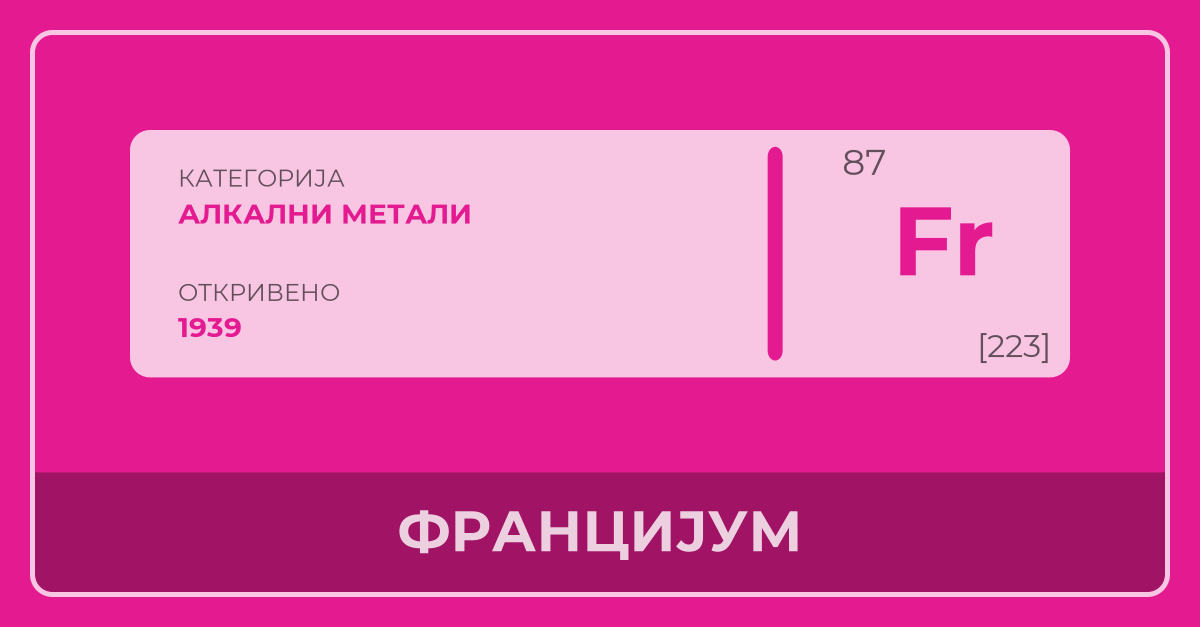 КАТЕГОРИЈА
АЛКАЛНИ МЕТАЛИ
ОТКРИВЕНО
1939
87
Fr
[223]
ФРАНЦИЈУМ